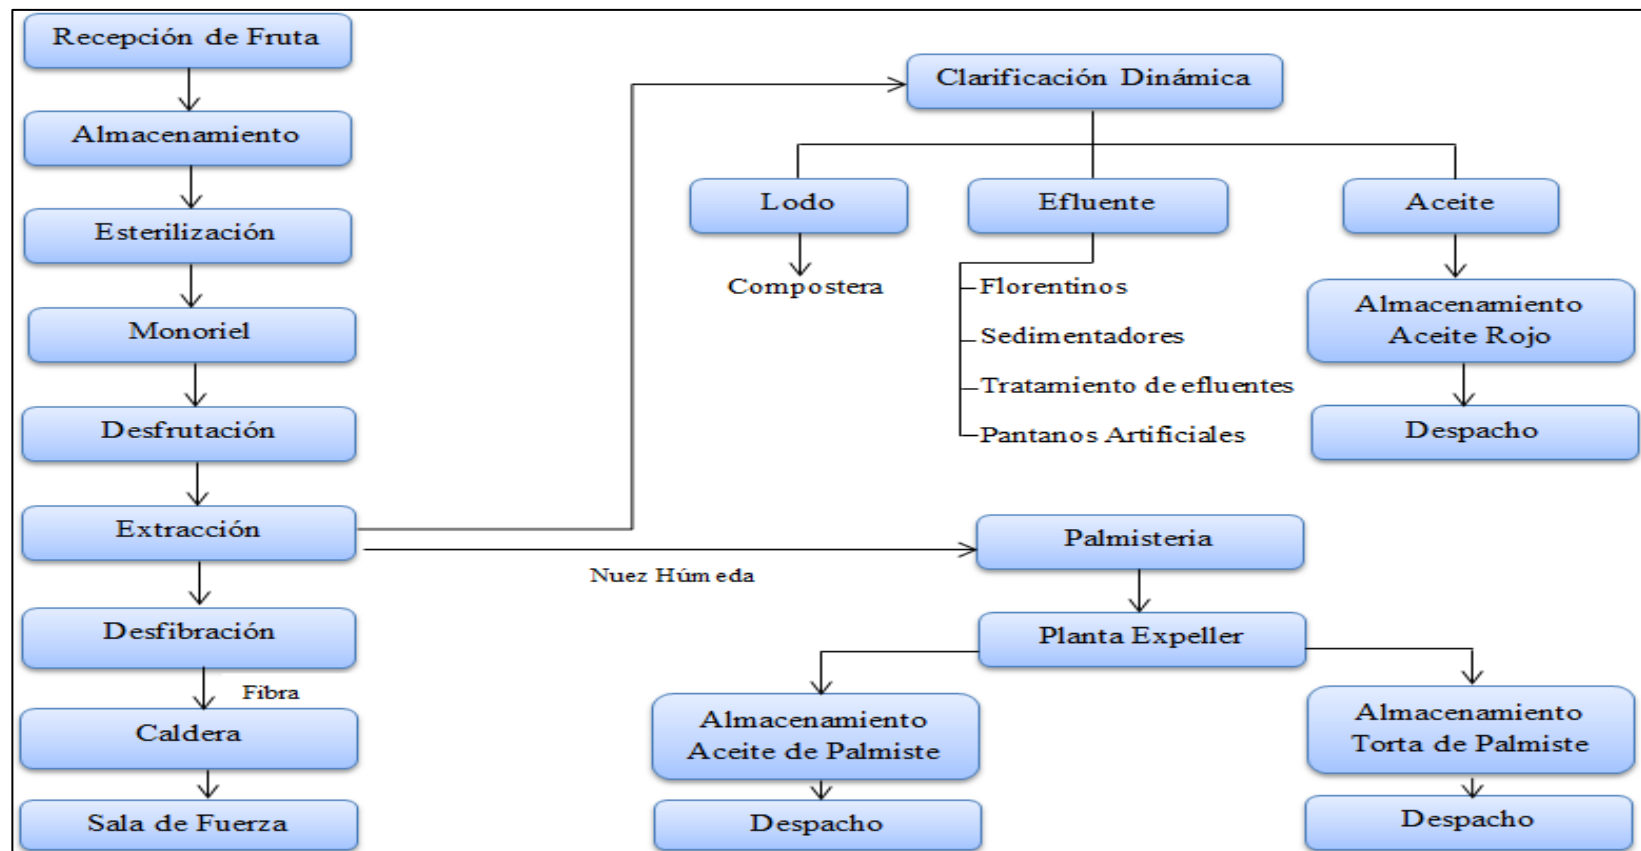 Recepción de Fruta
Almacenamiento
Esterilización
Monoriel
Desfrutación
Extracción
Desfibración
Fibra
Caldera
Sala de Fuerza
Clarificación Dinámica
Lodo
Compostera
Efluente
Florentinos
Sedimentadores
Tratamiento de efluentes
Pantanos Artificiales
Aceite
Almacenamiento
Aceite Rojo
Despacho
Nuez Húmeda
Palmisteria
Planta Expeller
Almacenamiento
Aceite de Palmiste
Despacho
Almacenamiento
Torta de Palmiste
Despacho